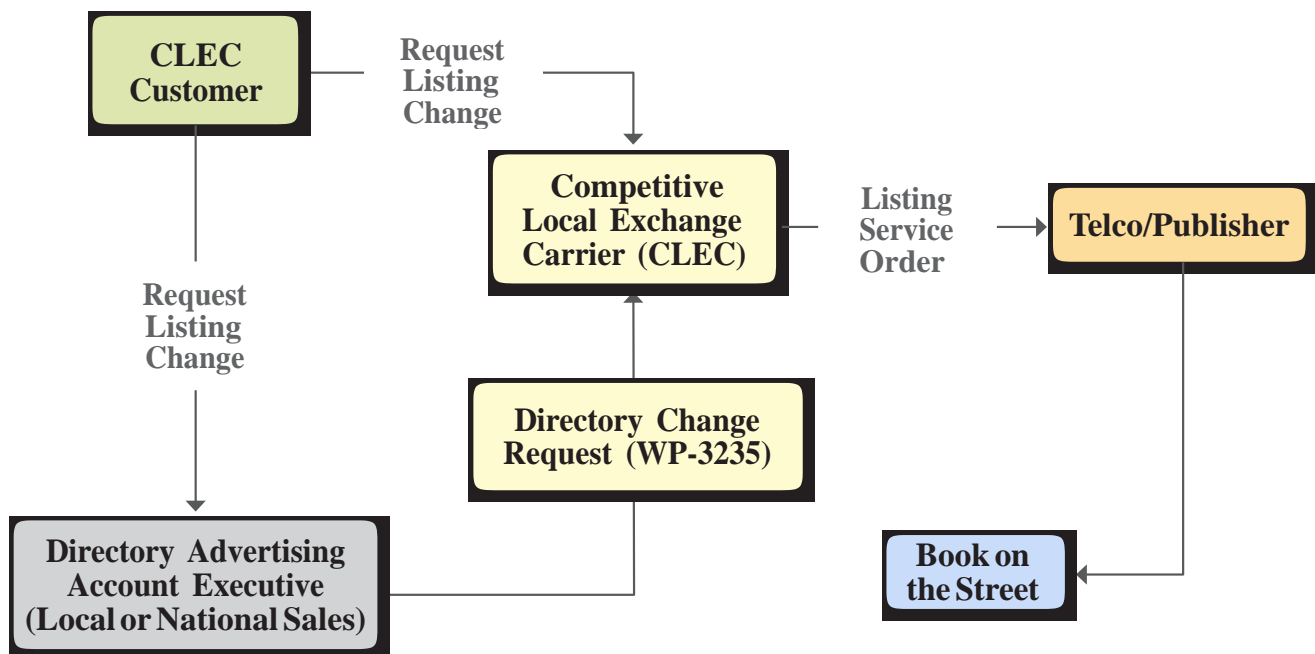 CLEC
Customer
Request
Listing
Change
Competitive
Local Exchange
Carrier (CLEC)
Listing
Service
Order
Telco/Publisher
Request
Listing
Change
Directory Change
Request (WP-3235)
Directory Advertising
Account Executive
(Local or National Sales)
Book on
the Street